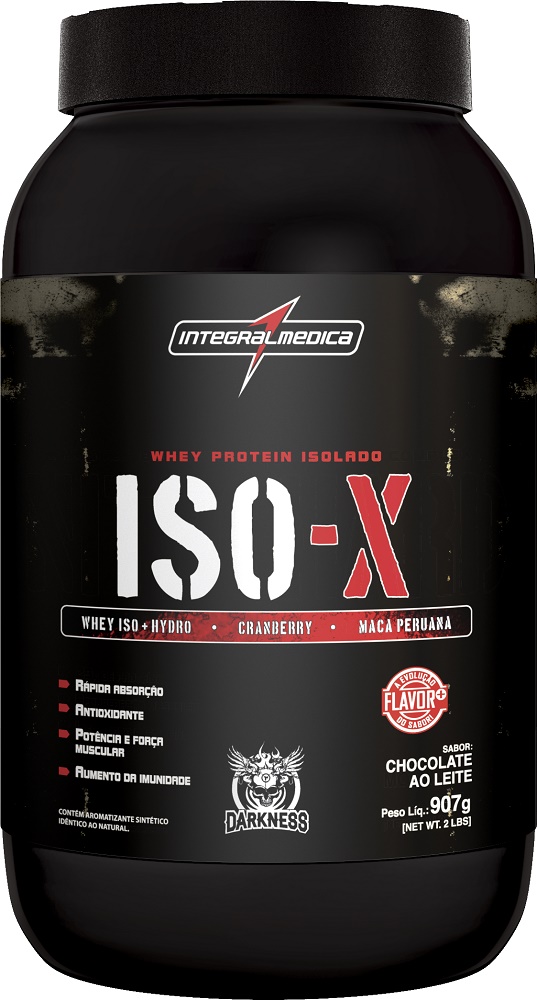 INTEGRALMEDICA
WHEY PROTEIN ISOLADO
ISO-X
WHEY ISO + HYDRO • CRANBERRY • MACA PERUANA
RÁPIDA ABSORÇÃO
ANTIOXIDANTE
POTÊNCIA E FORÇA
MUSCULAR
AUMENTO DA IMUNIDADE
CONTÉM AROMATIZANTE SINTÉTICO
IDÊNTICO AO NATURAL.
DARKNESS
A EVOLUÇÃO
FLAVOR+
DO SABOR!
SABOR:
CHOCOLATE
AO LEITE
Peso Líq.: 907g
[NET WT. 2 LBS]